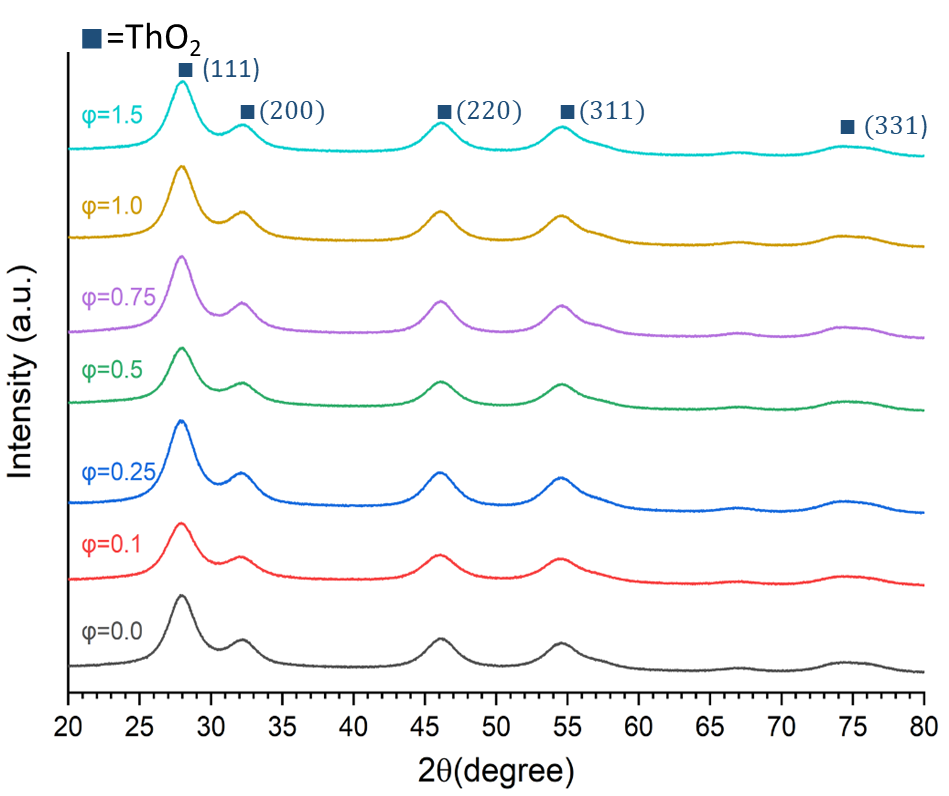 ■=ThO₂
■ (111)
■ (200)
■ (220)
■ (311)
■ (331)
φ=1.5
φ=1.0
φ=0.75
φ=0.5
φ=0.25
φ=0.1
φ=0.0
Intensity (a.u.)
20 25 30 35 40 45 50 55 60 65 70 75 80
2θ(degree)